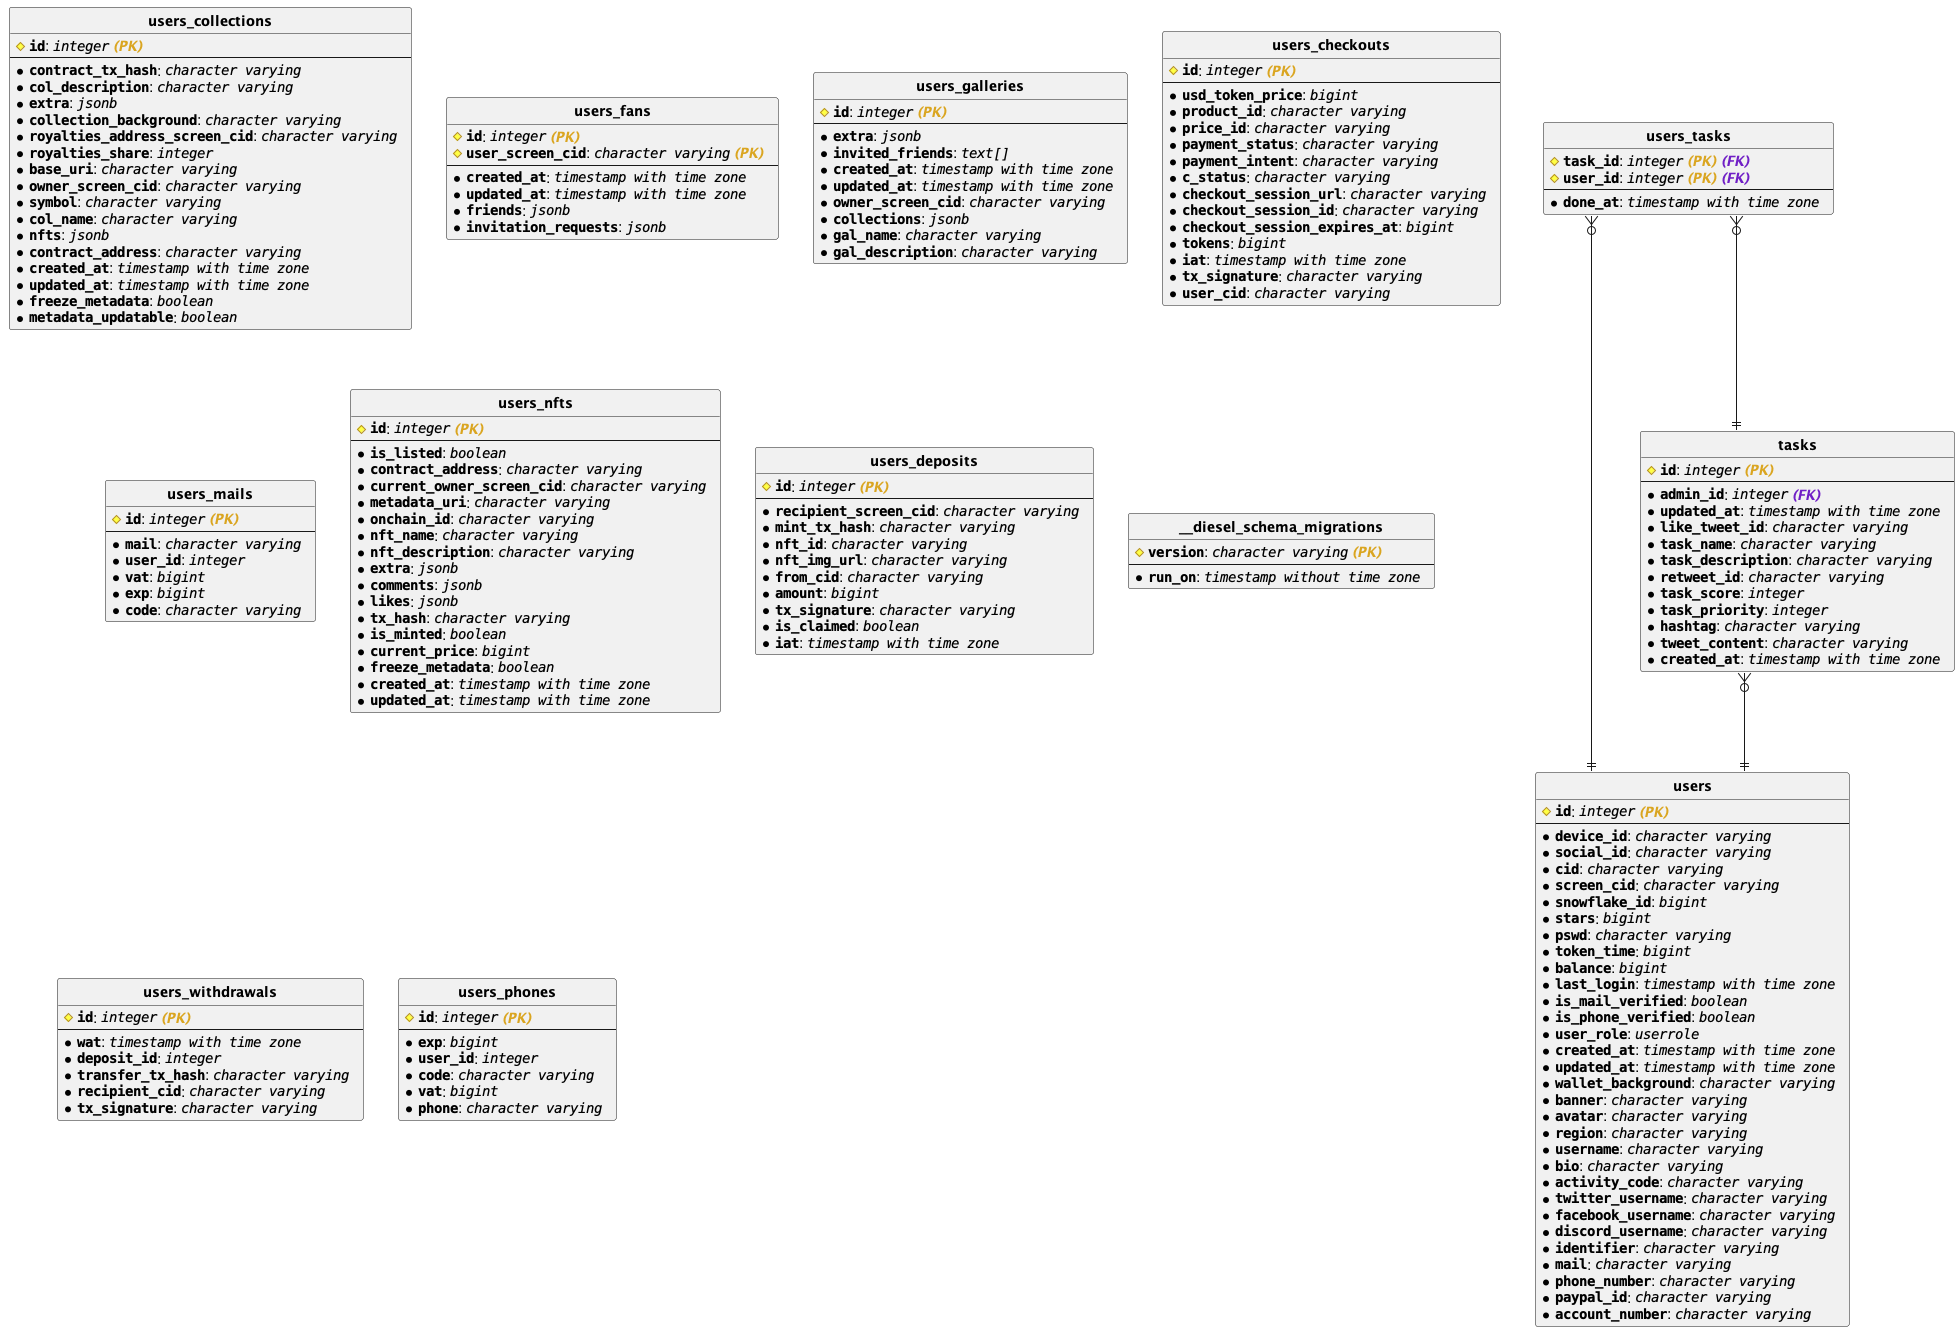 users_collections
id: integer (PK)
contract_tx_hash: character varying
col_description: character varying
extra: jsonb
collection_background: character varying
royalties_address_screen_cid: character varying
royalties_share: integer
base_uri: character varying
owner_screen_cid: character varying
symbol: character varying
col_name: character varying
nfts: jsonb
contract_address: character varying
created_at: timestamp with time zone
updated_at: timestamp with time zone
freeze_metadata: boolean
metadata_updatable: boolean
users_fans
id: integer (PK)
user_screen_cid: character varying (PK)
created_at: timestamp with time zone
updated_at: timestamp with time zone
friends: jsonb
invitation_requests: jsonb
users_galleries
id: integer (PK)
extra: jsonb
invited_friends: text[]
created_at: timestamp with time zone
updated_at: timestamp with time zone
owner_screen_cid: character varying
collections: jsonb
gal_name: character varying
gal_description: character varying
users_checkouts
id: integer (PK)
usd_token_price: bigint
product_id: character varying
price_id: character varying
payment_status: character varying
payment_intent: character varying
c_status: character varying
checkout_session_url: character varying
checkout_session_id: character varying
checkout_session_expires_at: bigint
tokens: bigint
iat: timestamp with time zone
tx_signature: character varying
user_cid: character varying
users_tasks
task_id: integer (PK) (FK)
user_id: integer (PK) (FK)
done_at: timestamp with time zone
users_mails
id: integer (PK)
mail: character varying
user_id: integer
vat: bigint
exp: bigint
code: character varying
users_nfts
id: integer (PK)
is_listed: boolean
contract_address: character varying
current_owner_screen_cid: character varying
metadata_uri: character varying
onchain_id: character varying
nft_name: character varying
nft_description: character varying
extra: jsonb
comments: jsonb
likes: jsonb
tx_hash: character varying
is_minted: boolean
current_price: bigint
freeze_metadata: boolean
created_at: timestamp with time zone
updated_at: timestamp with time zone
users_deposits
id: integer (PK)
recipient_screen_cid: character varying
mint_tx_hash: character varying
nft_id: character varying
nft_img_url: character varying
from_cid: character varying
amount: bigint
tx_signature: character varying
is_claimed: boolean
iat: timestamp with time zone
__diesel_schema_migrations
version: character varying (PK)
run_on: timestamp without time zone
tasks
id: integer (PK)
admin_id: integer (FK)
updated_at: timestamp with time zone
like_tweet_id: character varying
task_name: character varying
task_description: character varying
retweet_id: character varying
task_score: integer
task_priority: integer
hashtag: character varying
tweet_content: character varying
created_at: timestamp with time zone
users
id: integer (PK)
device_id: character varying
social_id: character varying
cid: character varying
screen_cid: character varying
snowflake_id: bigint
stars: bigint
pswd: character varying
token_time: bigint
balance: bigint
last_login: timestamp with time zone
is_mail_verified: boolean
is_phone_verified: boolean
user_role: userrole
created_at: timestamp with time zone
updated_at: timestamp with time zone
wallet_background: character varying
banner: character varying
avatar: character varying
region: character varying
username: character varying
bio: character varying
activity_code: character varying
twitter_username: character varying
facebook_username: character varying
discord_username: character varying
identifier: character varying
mail: character varying
phone_number: character varying
paypal_id: character varying
account_number: character varying
users_withdrawals
id: integer (PK)
wat: timestamp with time zone
deposit_id: integer
transfer_tx_hash: character varying
recipient_cid: character varying
tx_signature: character varying
users_phones
id: integer (PK)
exp: bigint
user_id: integer
code: character varying
vat: bigint
phone: character varying